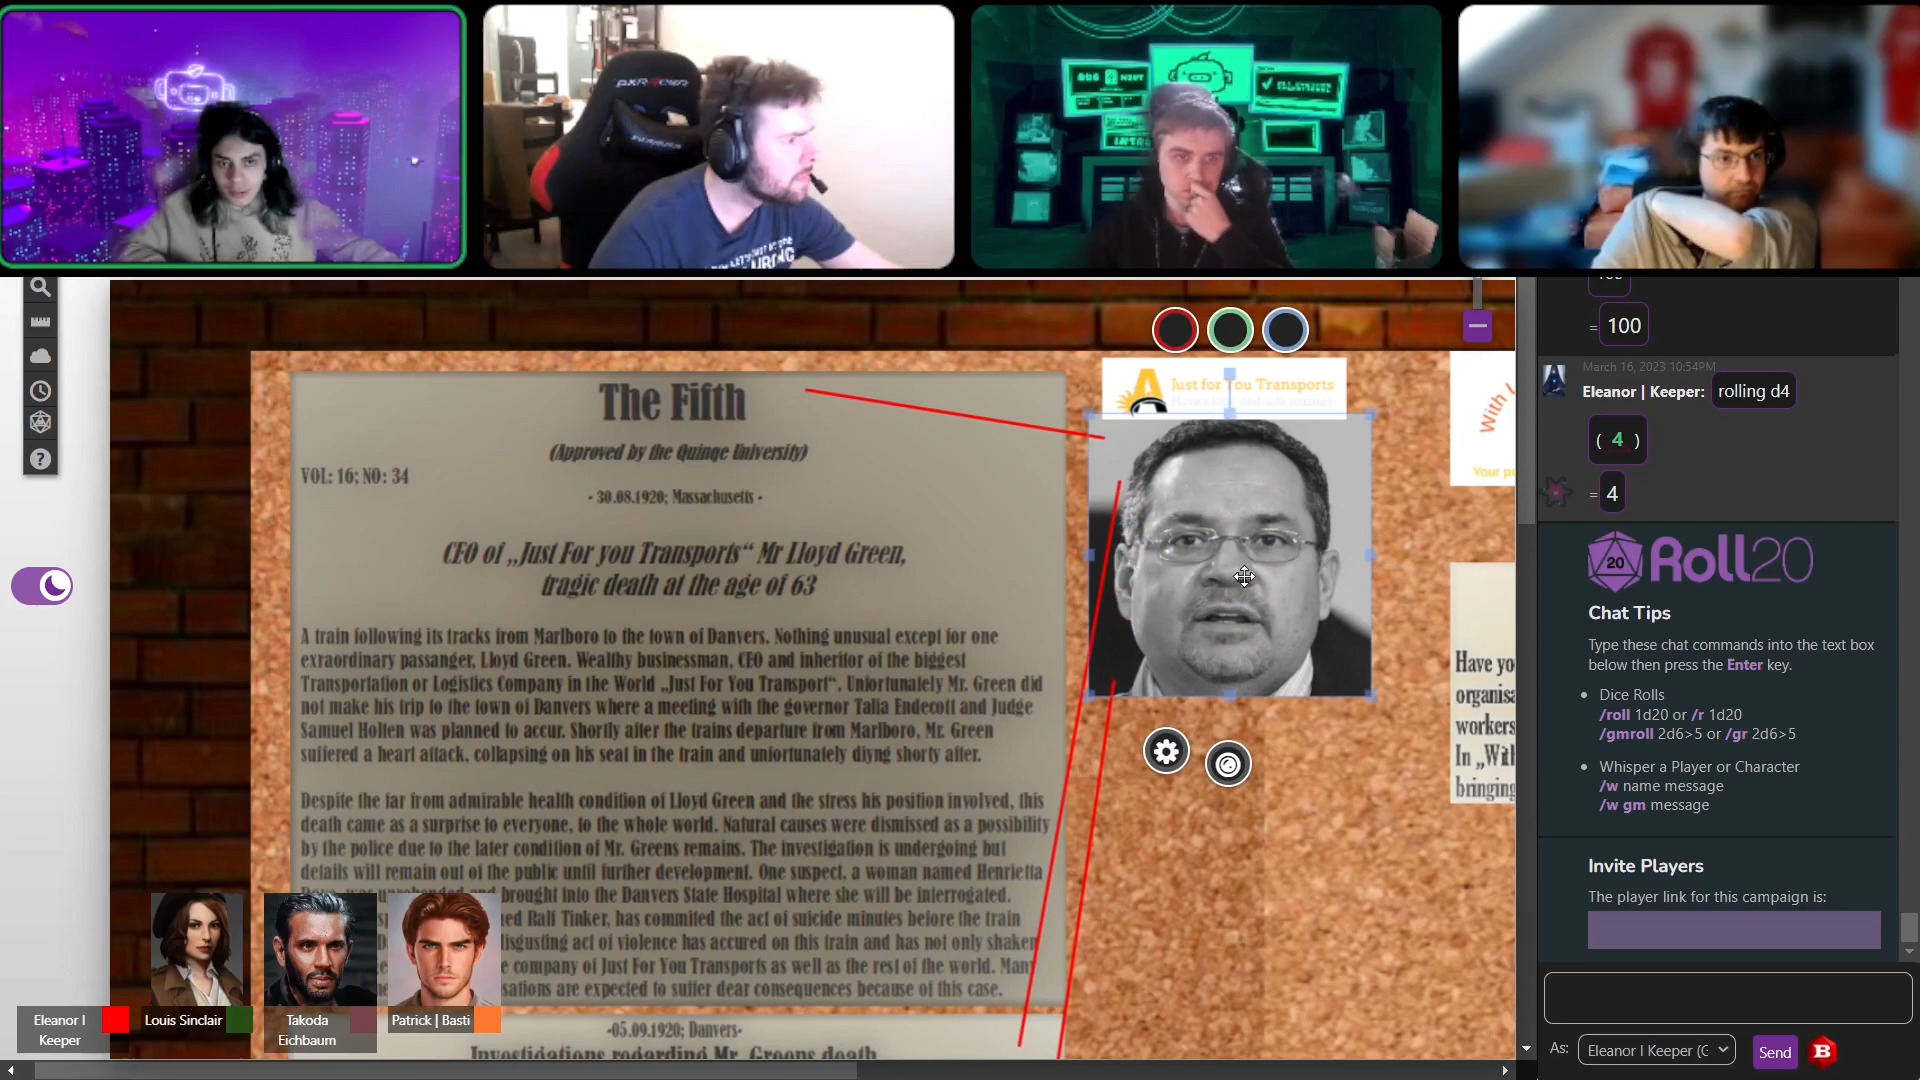 The Fifth
(Approved by the Quinqe University)
VOL: 16; NO: 34
- 30.08.1920; Massachusetts -
CEO of „Just For you Transports“ Mr Lloyd Green,
tragic death at the age of 63
A train following its tracks from Marlboro to the town of Danvers. Nothing unusual except for one
extraordinary passanger, Lloyd Green. Wealthy businessman, CEO and inheritor of the biggest
Transportation or Logistics Company in the World „Just For You Transport“. Unfortunately Mr. Green did
not make his trip to the town of Danvers where a meeting with the governor Talia Endecott and Judge
Samuel Holten was planned to accur. Shortly after the trains departure from Marlboro, Mr. Green
suffered a heart attack, collapsing on his seat in the train and unfortunately diyng shorty after.
Despite the far from admirable health condition of Lloyd Green and the stress his position involved, this
death came as a surprise to everyone, to the whole world. Natural causes were dismissed as a possibility
by the police due to the later condition of Mr. Greens remains. The investigation is undergoing but
details will remain out of the public until further development. One suspect, a woman named Henrietta
brought into the Danvers State Hospital where she will be interrogated.
ed Ralf Tinker, has commited the act of suicide minutes before the train
disgusting act of violence has accured on this train and has not only shaken
e company of Just For You Transports as well as the rest of the world. Many
sations are expected to suffer dear consequences because of this case.
-05.09.1920; Danvers-
Investigations regarding Mr. Greens death
Just for You Transports
With
Your p
Have yo
organisa
workers
In „With
bringing
Eleanor |
Keeper
Louis Sinclair
Takoda
Eichbaum
Patrick | Basti
= 100
March 16, 2023 10:54PM
Eleanor | Keeper: rolling d4
( 4 )
= 4
20
Roll20
Chat Tips
Type these chat commands into the text box
below then press the Enter key.
Dice Rolls
/roll 1d20 or /r 1d20
/gmroll 2d6>5 or /gr 2d6>5
Whisper a Player or Character
/w name message
/w gm message
Invite Players
The player link for this campaign is:
As:
Eleanor | Keeper (G
Send
B